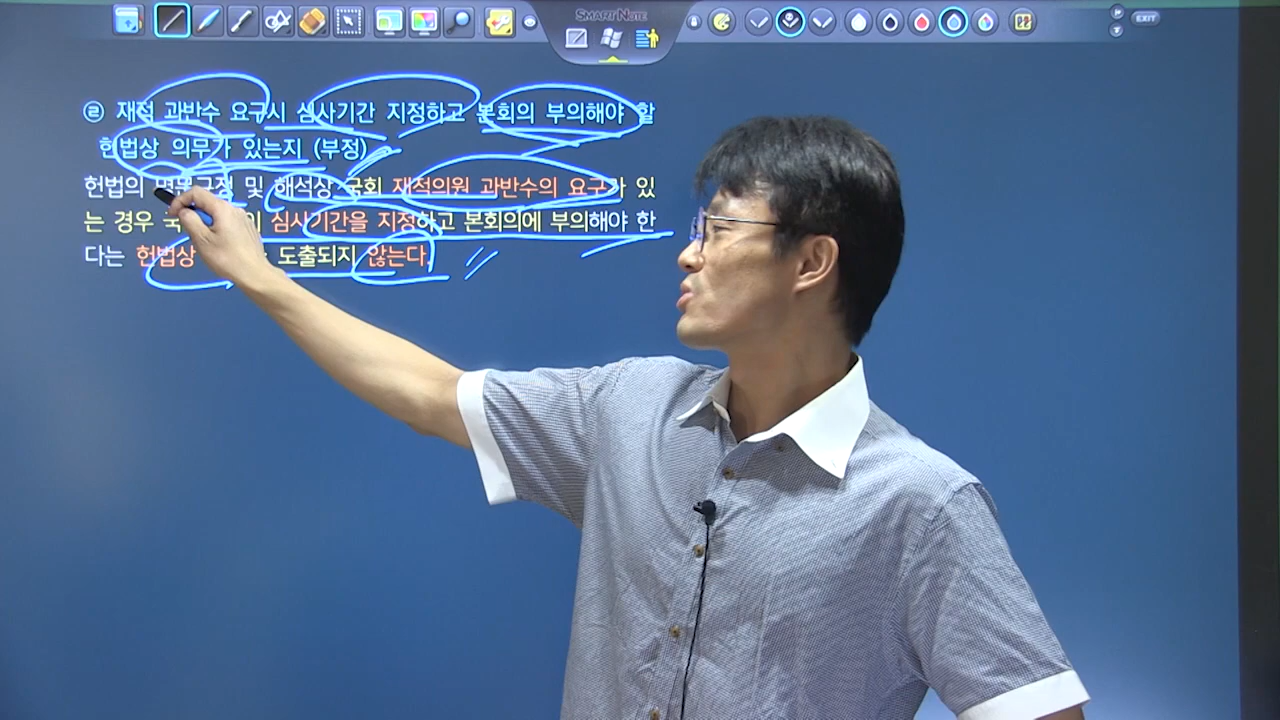 SMART NOTE
EXIT
② 재적 과반수 요구시 심사기간 지정하고 본회의 부의해야 할
헌법상 의무가 있는지 (부정)
헌법의 명문규정 및 해석상 국회 재적의원 과반수의 요구가 있
는 경우 국 이 심사기간을 지정하고 본회의에 부의해야 한
다는 헌법상 는 도출되지 않는다.